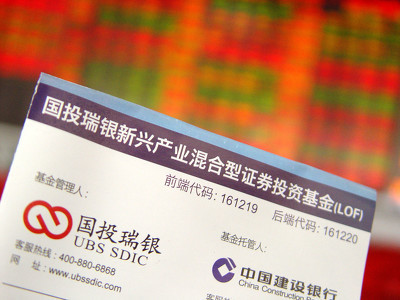 国投瑞银新兴产业混合型证券投资基金(LOF)
前端代码：161219 后端代码：161220
基金管理人：
国投瑞银
UBS SDIC
客服热线：400-880-6868
网 址：www.ubssdic.com
基金托管人：
中国建设银行
China Construction Bank